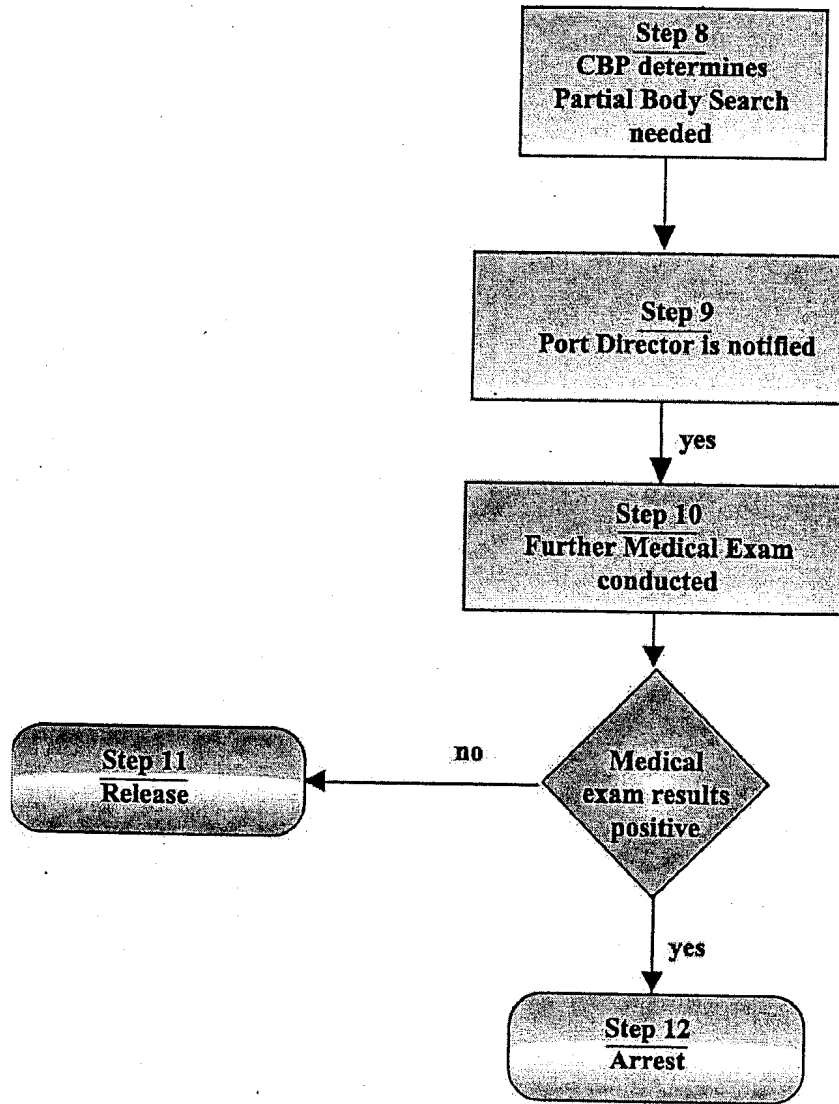 Step 8
CBP determines
Partial Body Search
needed
Step 9
Port Director is notified
yes
Step 10
Further Medical Exam
conducted
Medical
exam results
positive
no
Step 11
Release
yes
Step 12
Arrest